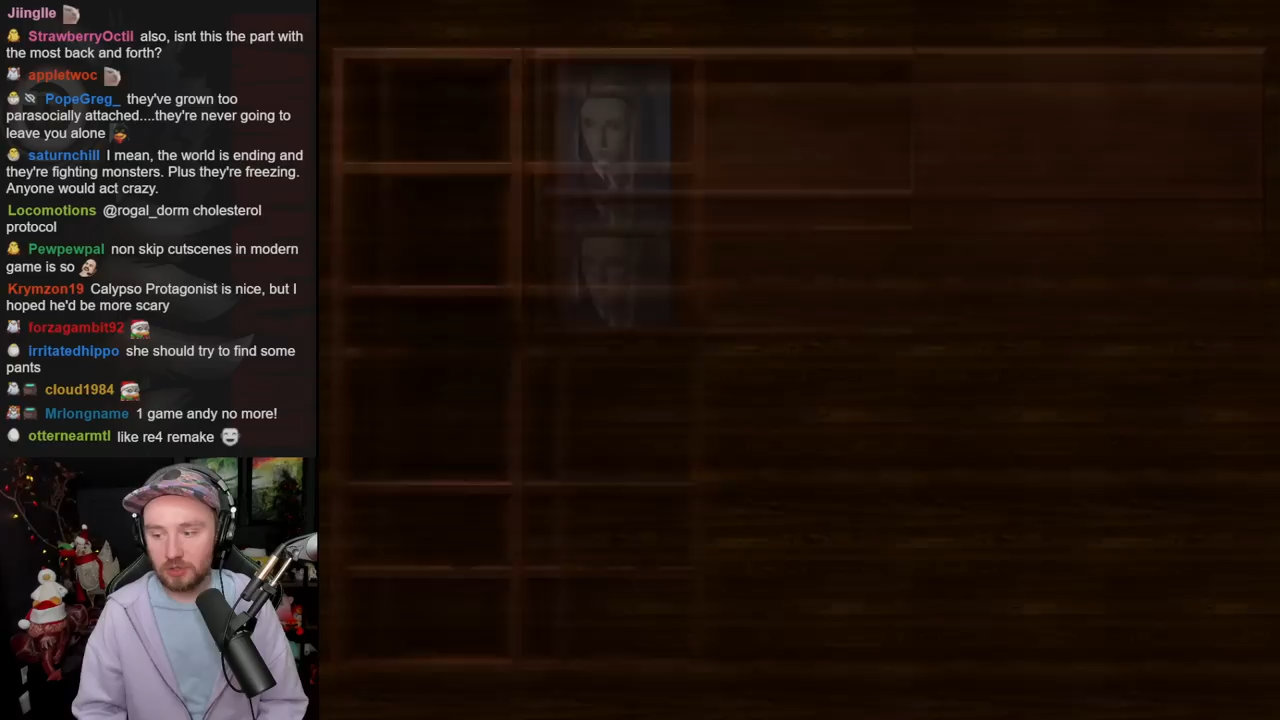 Jiinglle
StrawberryOctil also, isnt this the part with
the most back and forth?
appletwoc
PopeGreg_ they've grown too
parasocially attached....they're never going to
leave you alone
saturnchill I mean, the world is ending and
they're fighting monsters. Plus they're freezing.
Anyone would act crazy.
Locomotions @rogal_dorm cholesterol
protocol
Pewpewpal non skip cutscenes in modern
game is so
Krymzon19 Calypso Protagonist is nice, but I
hoped he'd be more scary
forzagambit92
irritatedhippo she should try to find some
pants
cloud1984
Mrlongname 1 game andy no more!
otternearmtl like re4 remake